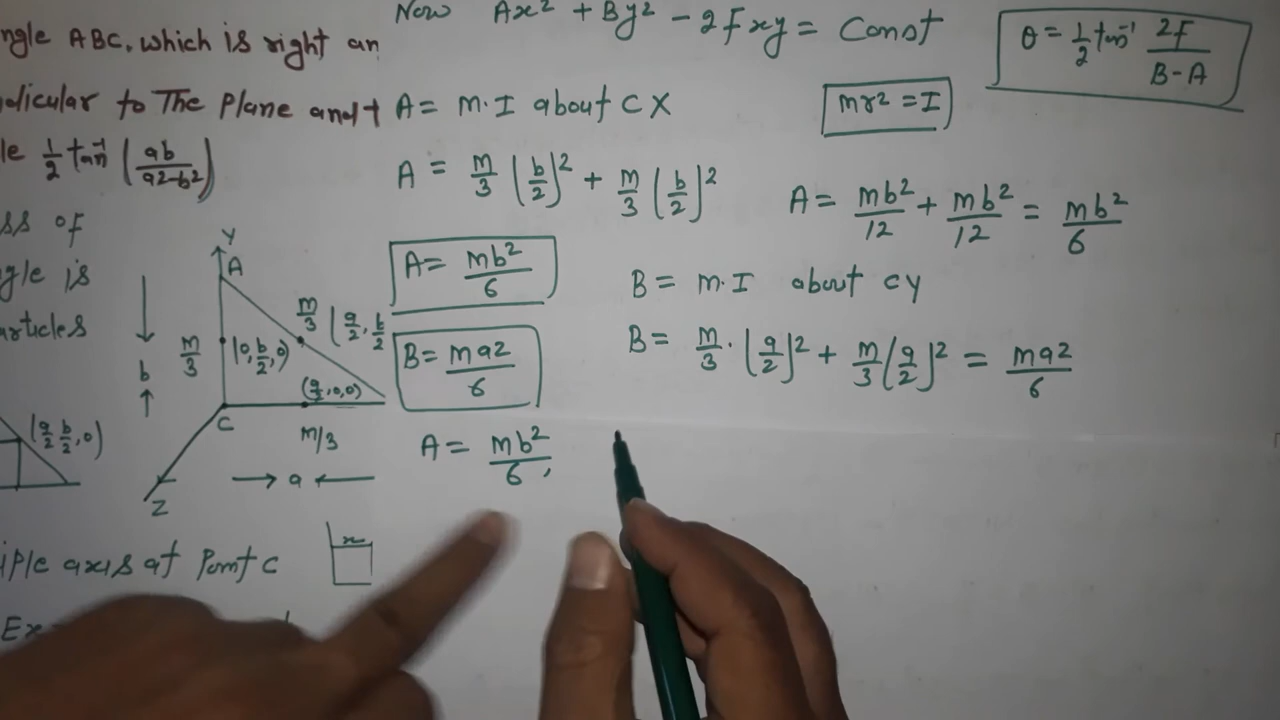 ngle ABC, which is right an
dicular to The Plane and t
le 1/2 tan⁻¹ (ab/a2-b²)
ss of
gle is
articles
Y
A
m/3
b
(0, b/2, 0)
m/3 (a/2, b/2
(a/2, 0, 0)
C
m/3
a
Z
(a/2 b/2, 0)
iple axis at Point C
x
Ex
Now Ax² + By² - 2Fxy = Const
θ = 1/2 tan⁻¹ 2F/B-A
A = M.I about CX
mr² = I
A = m/3 (b/2)² + m/3 (b/2)²
A = mb²/12 + mb²/12 = mb²/6
A = mb²/6
B = M.I about CY
B = ma2/6
B = m/3 . (a/2)² + m/3 (a/2)² = ma2/6
A = mb²/6,